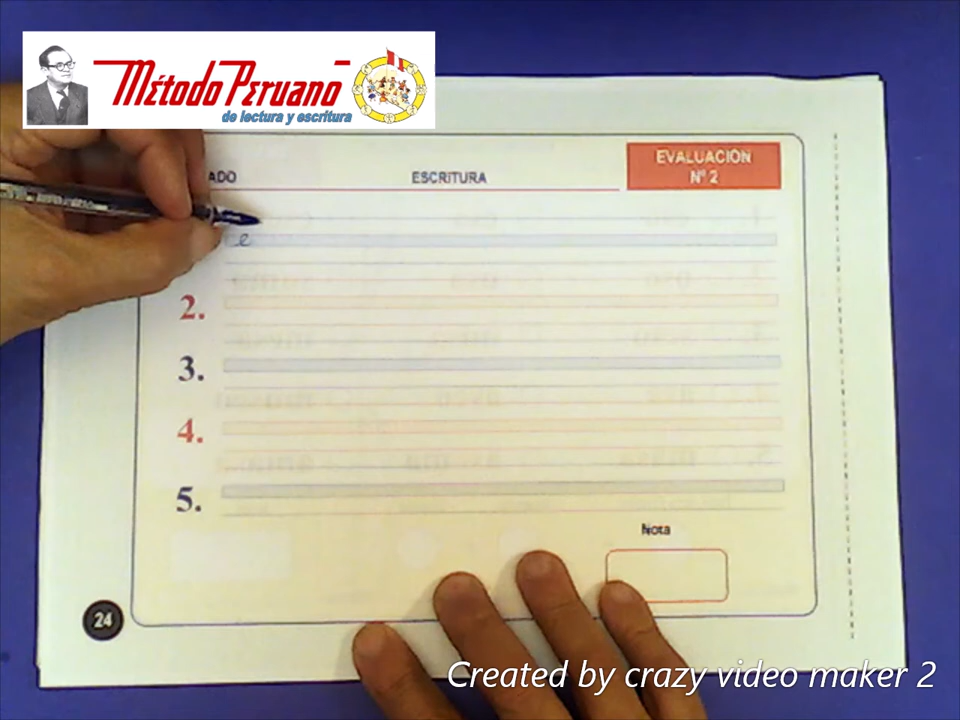 Método Peruano
de lectura y escritura
ADO ESCRITURA EVALUACIÓN
Nº 2
e
2.
3.
4.
5.
Nota
24
Created by crazy video maker 2